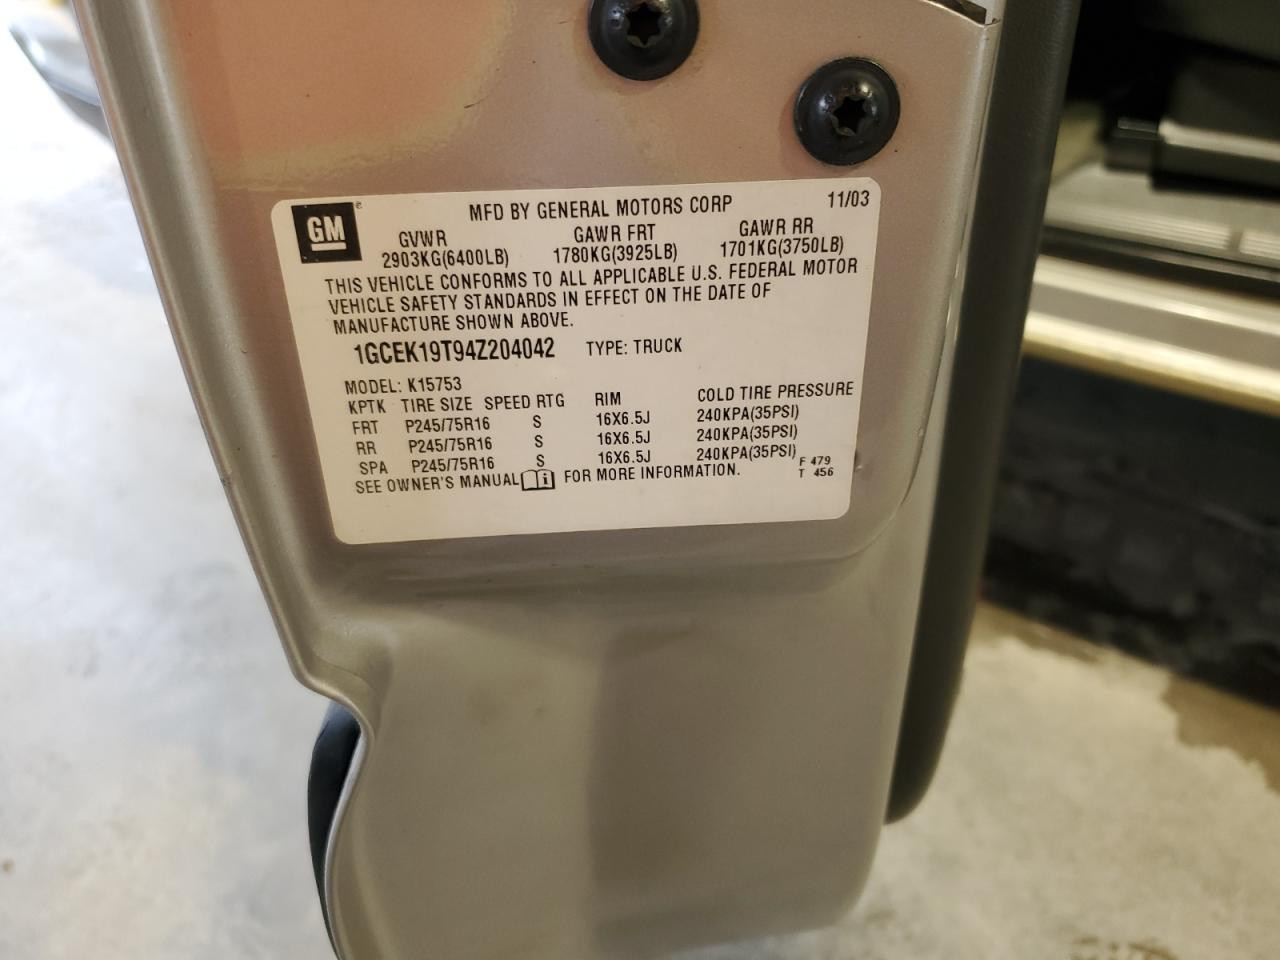 GM ®
MFD BY GENERAL MOTORS CORP 11/03
GVWR GAWR FRT GAWR RR
2903KG(6400LB) 1780KG(3925LB) 1701KG(3750LB)
THIS VEHICLE CONFORMS TO ALL APPLICABLE U.S. FEDERAL MOTOR
VEHICLE SAFETY STANDARDS IN EFFECT ON THE DATE OF
MANUFACTURE SHOWN ABOVE.
1GCEK19T94Z204042 TYPE: TRUCK
MODEL: K15753
KPTK TIRE SIZE SPEED RTG RIM COLD TIRE PRESSURE
FRT P245/75R16 S 16X6.5J 240KPA(35PSI)
RR P245/75R16 S 16X6.5J 240KPA(35PSI)
SPA P245/75R16 S 16X6.5J 240KPA(35PSI) F 479
SEE OWNER'S MANUAL i FOR MORE INFORMATION. T 456